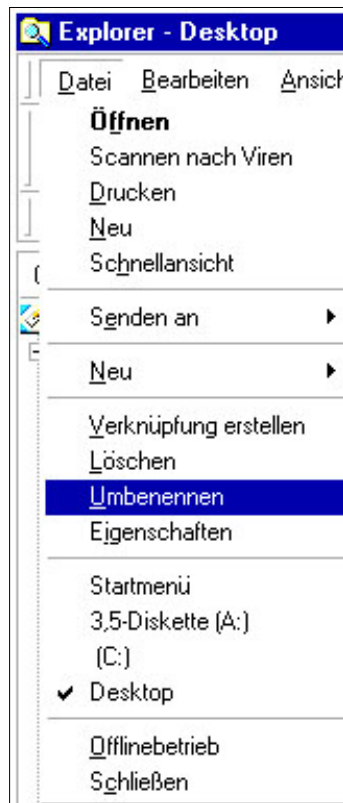 Explorer - Desktop
Datei Bearbeiten Ansich
Öffnen
Scannen nach Viren
Drucken
Neu
Schnellansicht
Senden an
Neu
Verknüpfung erstellen
Löschen
Umbenennen
Eigenschaften
Startmenü
3,5-Diskette (A:)
(C:)
Desktop
Offlinebetrieb
Schließen